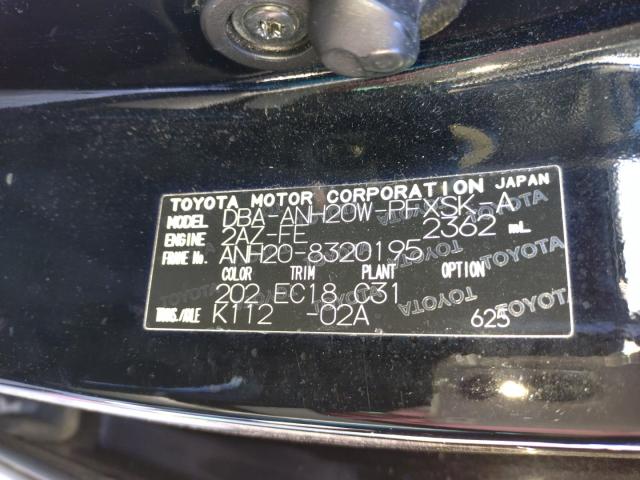 TOYOTA MOTOR CORPORATION JAPAN
MODEL DBA-ANH20W-PFXSK-A
ENGINE 2AZ-FE 2362 mL
FRAME No. ANH20-8320195
COLOR TRIM PLANT OPTION
202 EC18 C31
TRANS./AXLE K112 -02A 625